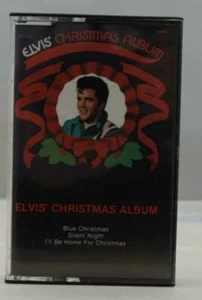 ELVIS' CHRISTMAS ALBUM
ELVIS' CHRISTMAS ALBUM
Blue Christmas
Silent Night
I'll Be Home For Christmas